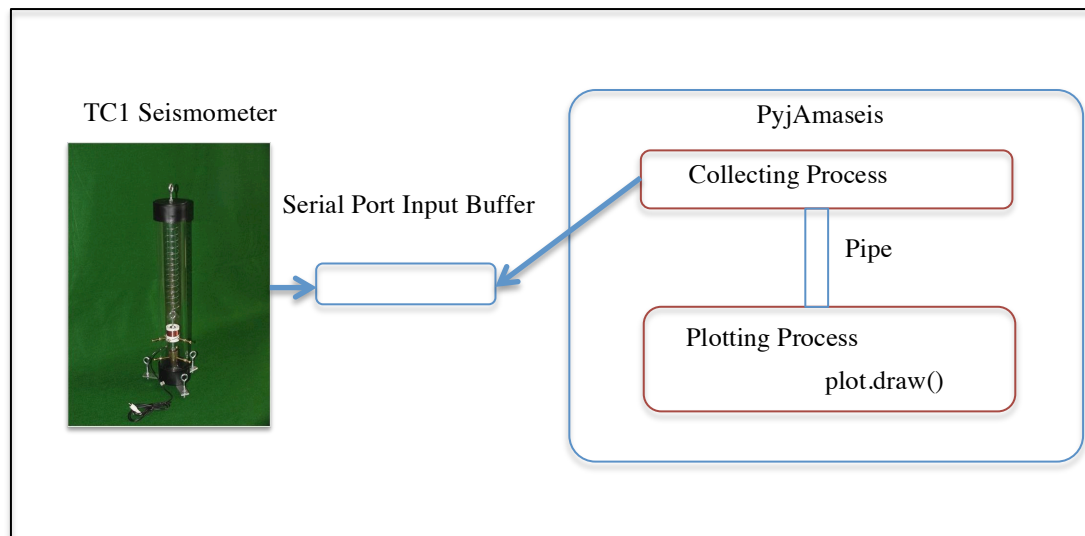 TC1 Seismometer
Serial Port Input Buffer
PyjAmaseis
Collecting Process
Pipe
Plotting Process
plot.draw()